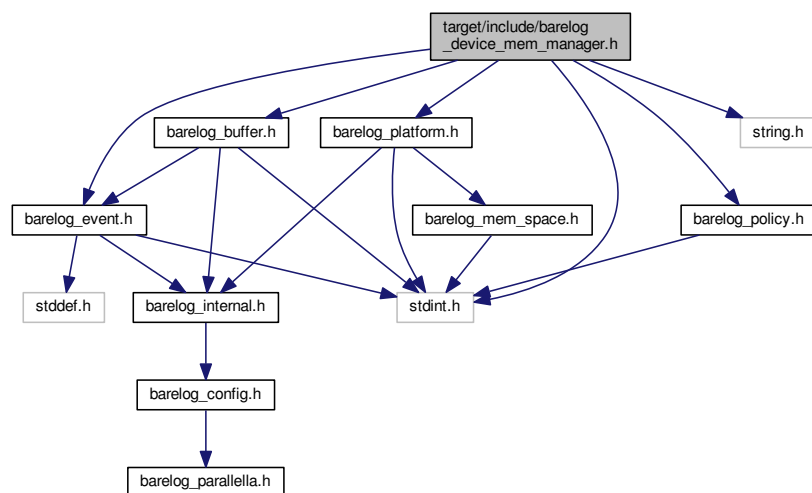 target/include/barelog
_device_mem_manager.h
barelog_buffer.h
barelog_platform.h
string.h
barelog_event.h
barelog_mem_space.h
barelog_policy.h
stddef.h
barelog_internal.h
stdint.h
barelog_config.h
barelog_parallella.h